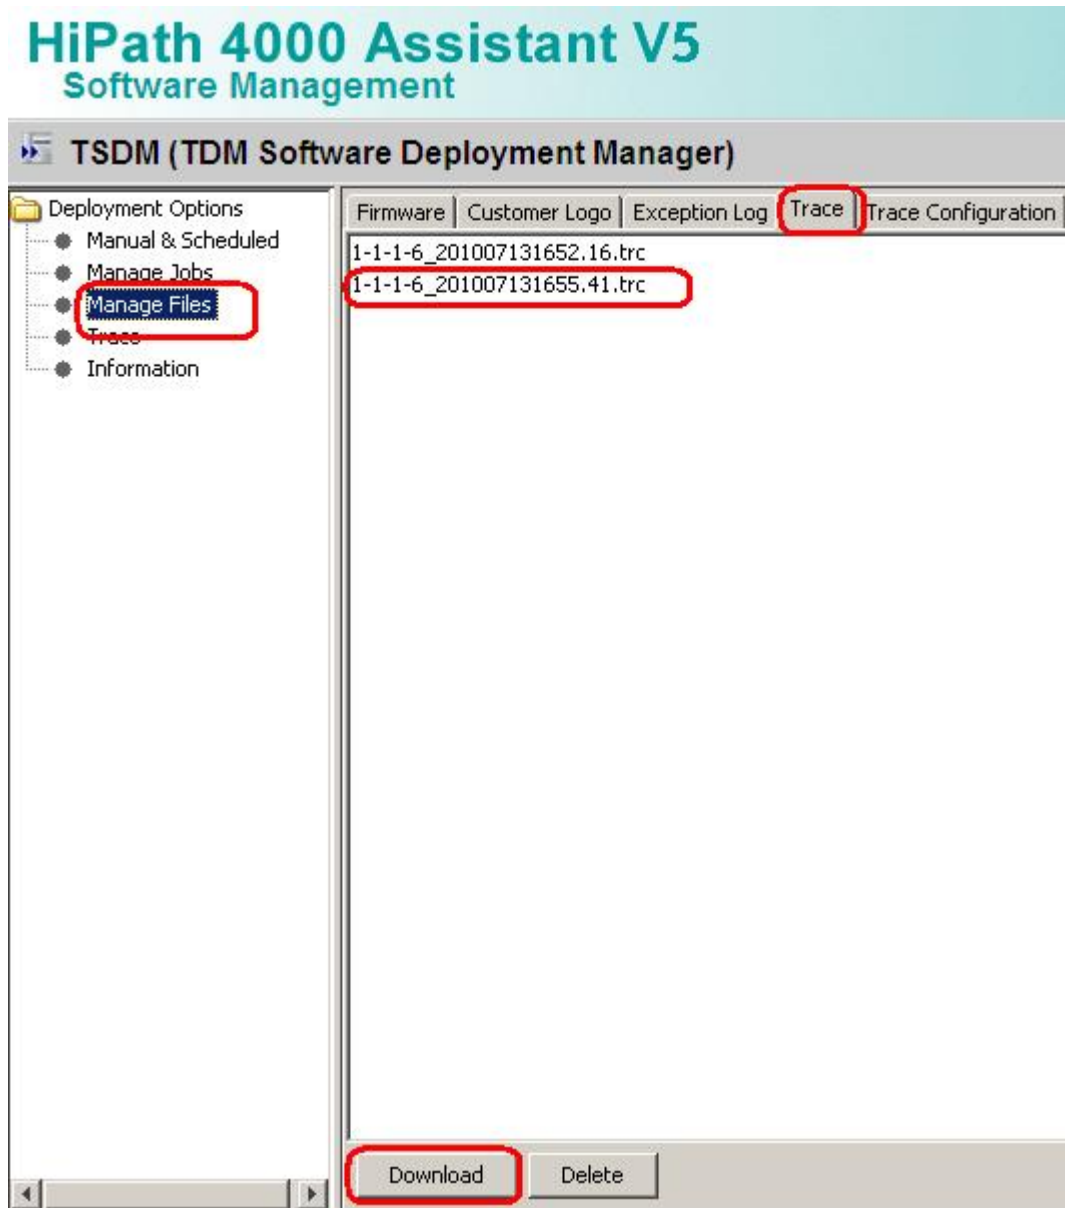 HiPath 4000 Assistant V5
Software Management
TSDM (TDM Software Deployment Manager)
Deployment Options
Manual & Scheduled
Manage Jobs
Manage Files
Trace
Information
Firmware
Customer Logo
Exception Log
Trace
Trace Configuration
1-1-1-6_201007131652.16.trc
1-1-1-6_201007131655.41.trc
Download
Delete